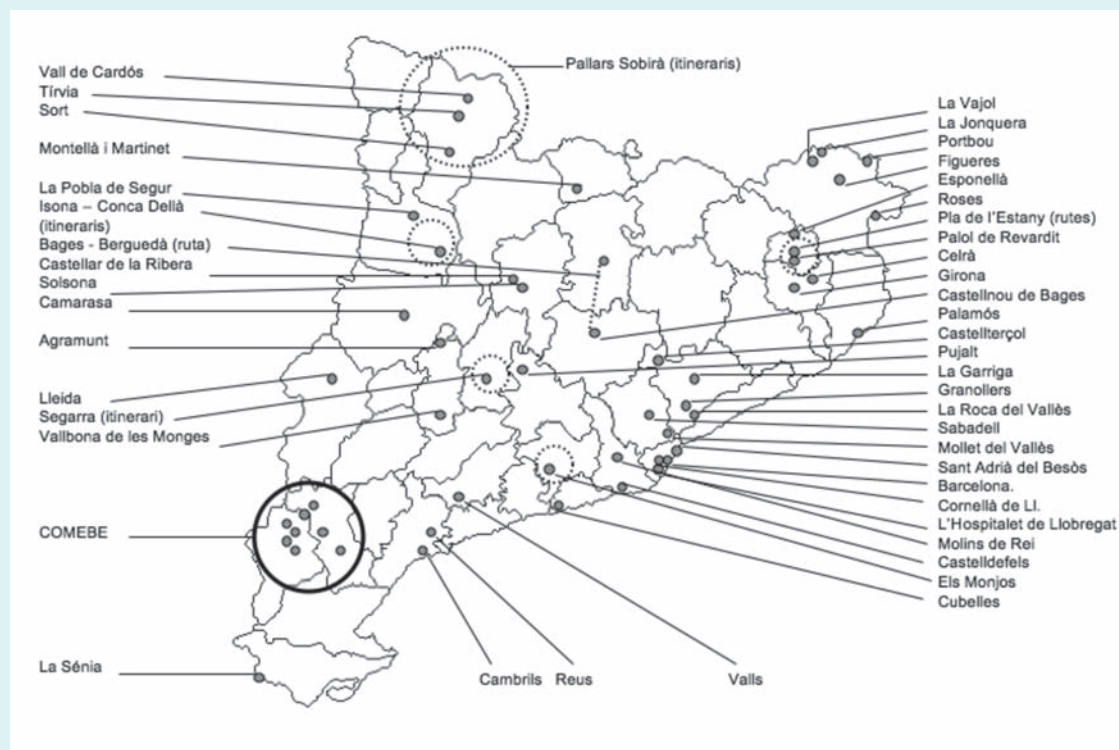 Vall de Cardós
Tírvia
Sort
Montellà i Martinet
La Pobla de Segur
Isona – Conca Dellà
(itineraris)
Bages - Berguedà (ruta)
Castellar de la Ribera
Solsona
Camarasa
Agramunt
Lleida
Segarra (itinerari)
Vallbona de les Monges
COMEBE
La Sénia
Pallars Sobirà (itineraris)
La Vajol
La Jonquera
Portbou
Figueres
Esponellà
Roses
Pla de l'Estany (rutes)
Palol de Revardit
Celrà
Girona
Castellnou de Bages
Palamós
Castellterçol
Pujalt
La Garriga
Granollers
La Roca del Vallès
Sabadell
Mollet del Vallès
Sant Adrià del Besòs
Barcelona.
Cornellà de Ll.
L'Hospitalet de Llobregat
Molins de Rei
Castelldefels
Els Monjos
Cubelles
Cambrils Reus Valls